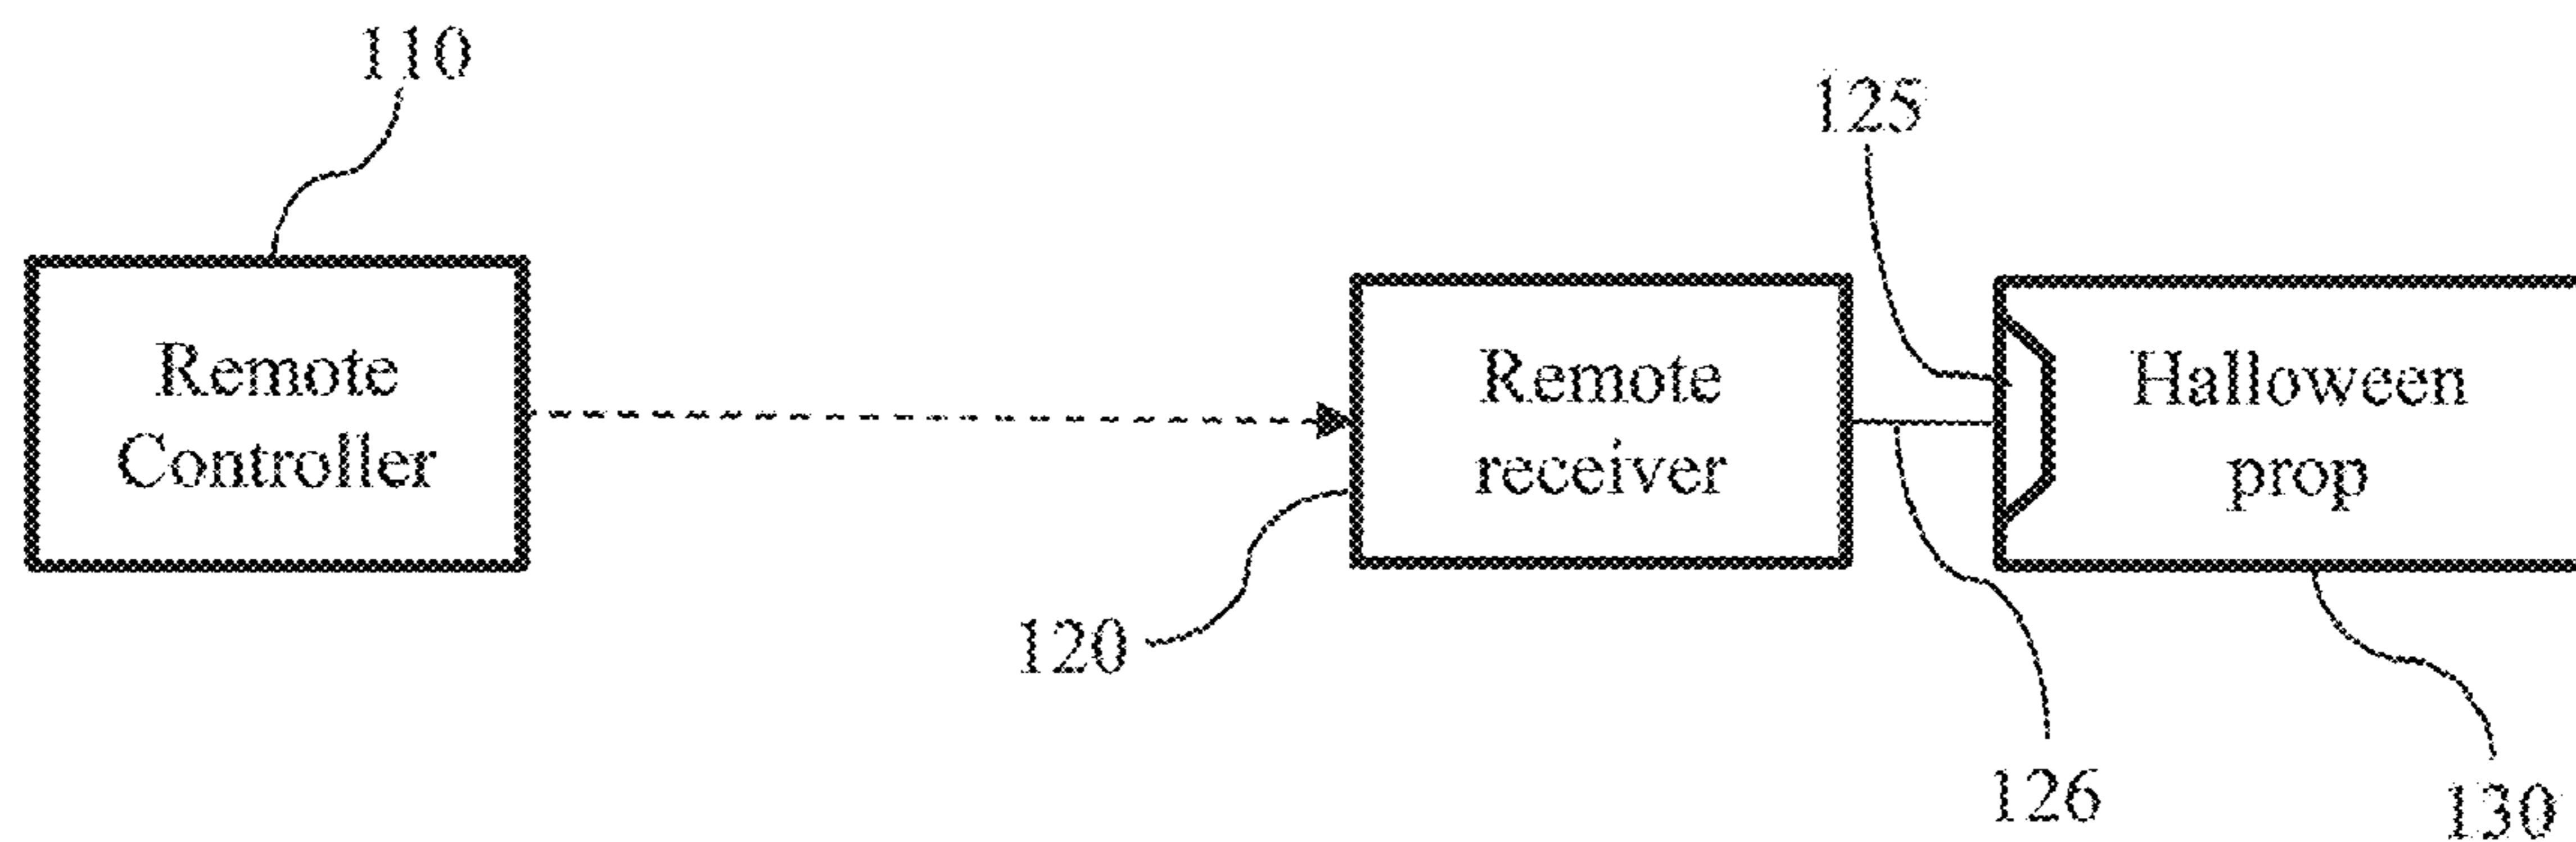 110
125
Remote
Controller
Remote
receiver
Halloween
prop
120
126
130